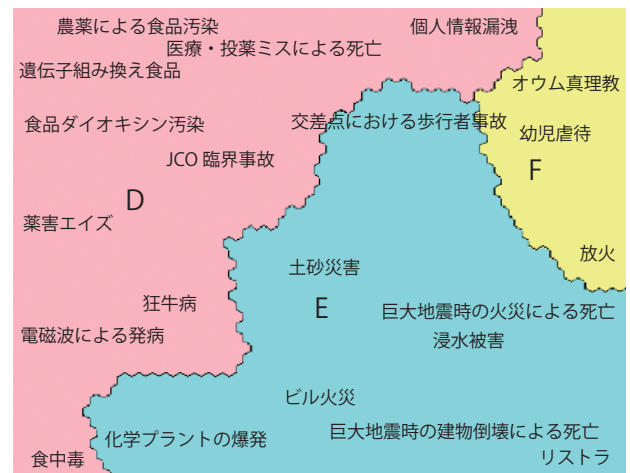 農薬による食品汚染
個人情報漏洩
医療・投薬ミスによる死亡
遺伝子組み換え食品
オウム真理教
食品ダイオキシン汚染
交差点における歩行者事故
幼児虐待
JCO 臨界事故
F
D
薬害エイズ
放火
土砂災害
狂牛病
E
巨大地震時の火災による死亡
電磁波による発病
浸水被害
ビル火災
化学プラントの爆発
巨大地震時の建物倒壊による死亡
食中毒
リストラ